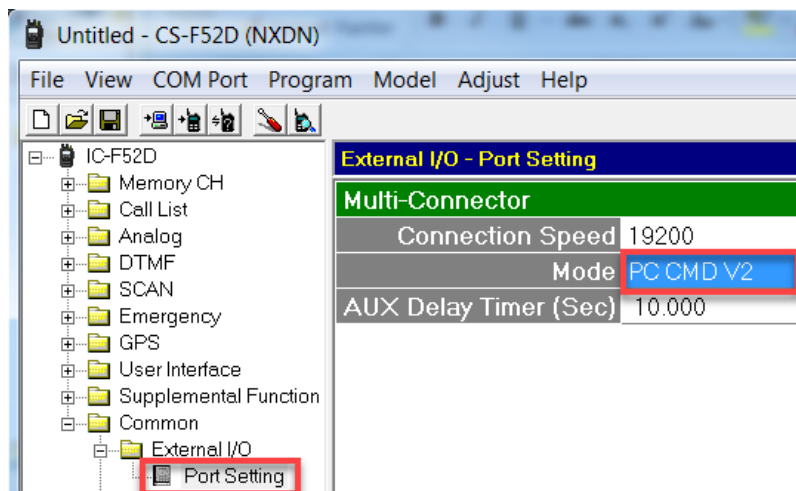 Untitled - CS-F52D (NXDN)
File View COM Port Program Model Adjust Help
IC-F52D
Memory CH
Call List
Analog
DTMF
SCAN
Emergency
GPS
User Interface
Supplemental Function
Common
External I/O
Port Setting
External I/O - Port Setting
Multi-Connector
Connection Speed 19200
Mode PC CMD V2
AUX Delay Timer (Sec) 10.000